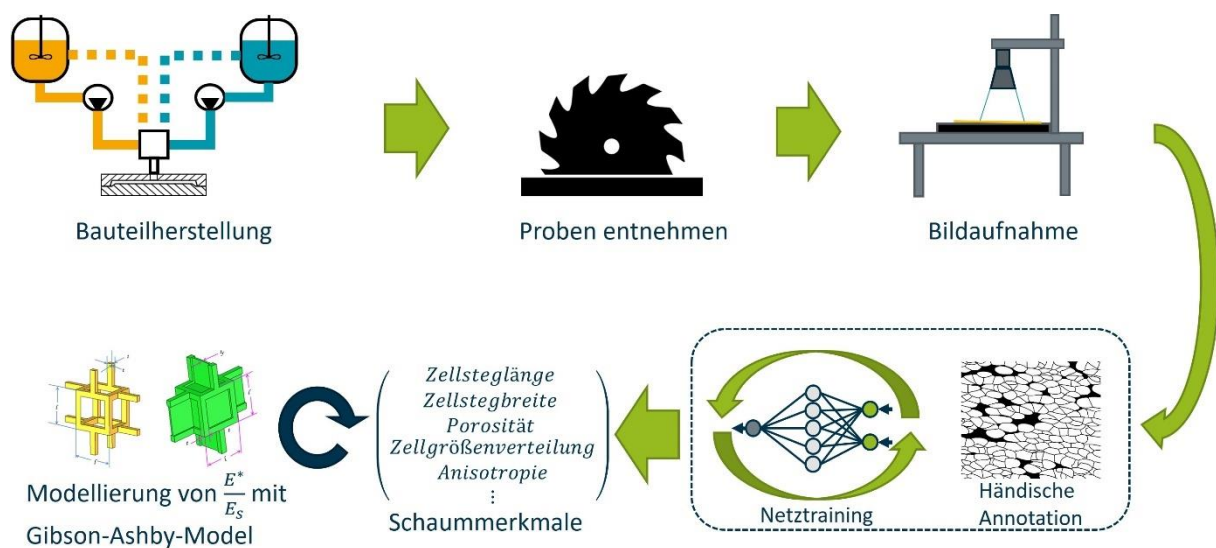 Bauteilherstellung
Proben entnehmen
Bildaufnahme
Modellierung von E*/E_S mit
Gibson-Ashby-Model
Zellsteglänge
Zellstegbreite
Porosität
Zellgrößenverteilung
Anisotropie
⋮
Schaummerkmale
Netztraining
Händische
Annotation